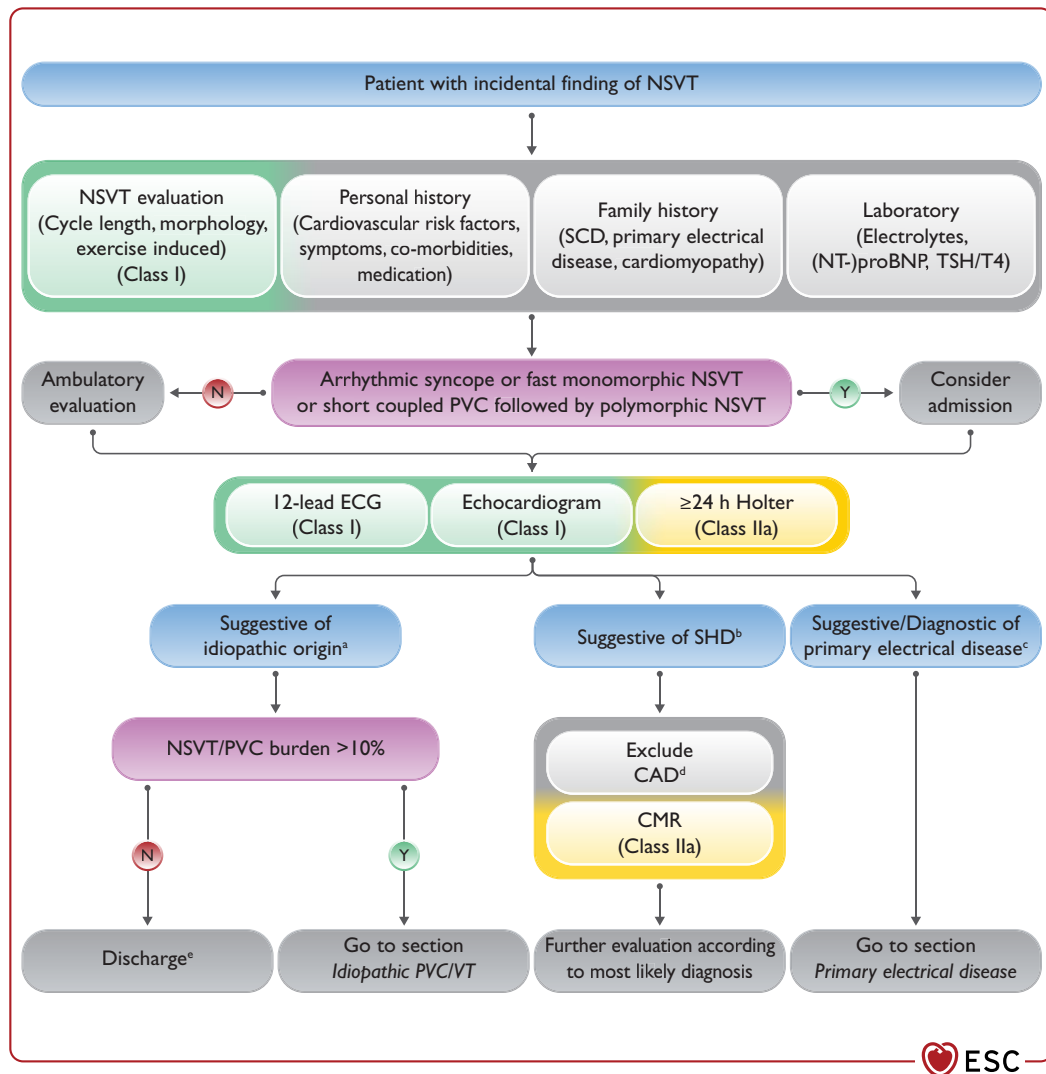 Patient with incidental finding of NSVT
NSVT evaluation
(Cycle length, morphology,
exercise induced)
(Class I)
Personal history
(Cardiovascular risk factors,
symptoms, co-morbidities,
medication)
Family history
(SCD, primary electrical
disease, cardiomyopathy)
Laboratory
(Electrolytes,
(NT-)proBNP, TSH/T4)
Ambulatory
evaluation
N
Arrhythmic syncope or fast monomorphic NSVT
or short coupled PVC followed by polymorphic NSVT
Y
Consider
admission
12-lead ECG
(Class I)
Echocardiogram
(Class I)
≥24 h Holter
(Class IIa)
Suggestive of
idiopathic originᵃ
Suggestive of SHDᵇ
Suggestive/Diagnostic of
primary electrical diseaseᶜ
NSVT/PVC burden >10%
Exclude
CADᵈ
CMR
(Class IIa)
N
Y
Dischargeᵉ
Go to section
Idiopathic PVC/VT
Further evaluation according
to most likely diagnosis
Go to section
Primary electrical disease
ESC